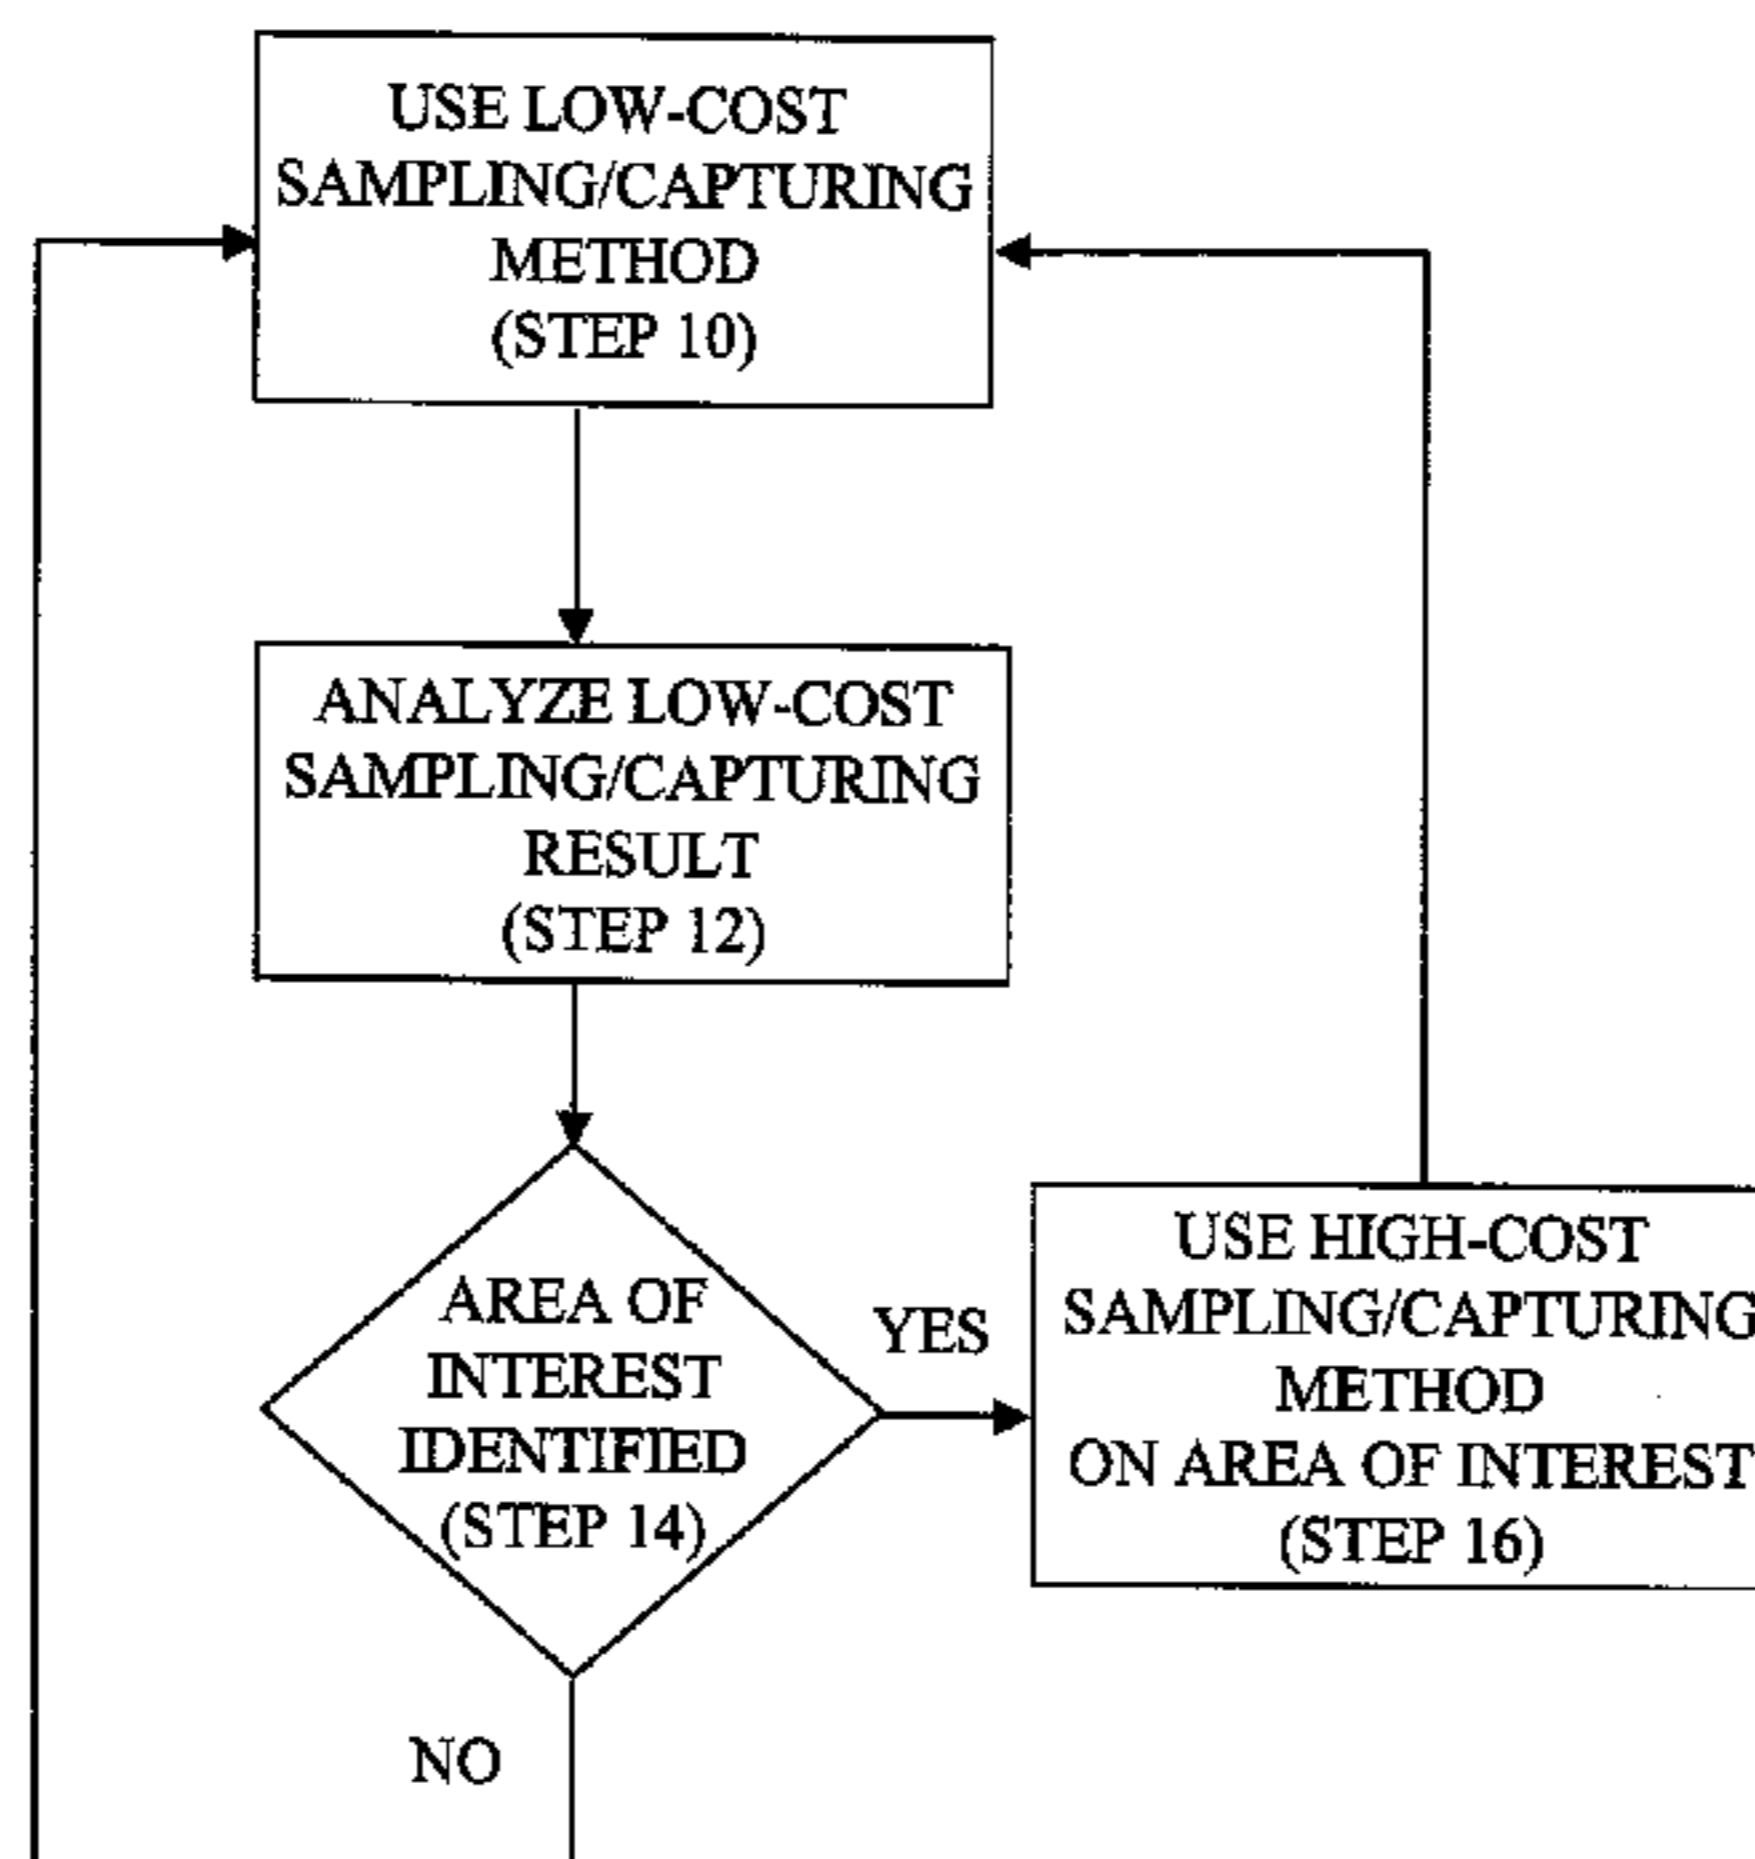 USE LOW-COST
SAMPLING/CAPTURING
METHOD
(STEP 10)
ANALYZE LOW-COST
SAMPLING/CAPTURING
RESULT
(STEP 12)
AREA OF
INTEREST
IDENTIFIED
(STEP 14)
YES
USE HIGH-COST
SAMPLING/CAPTURING
METHOD
ON AREA OF INTEREST
(STEP 16)
NO